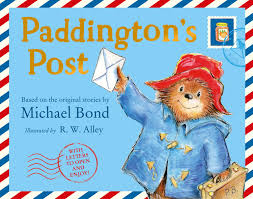 Paddington's
Post
Based on the original stories by
Michael Bond
Illustrated by R. W. Alley
WITH LETTERS
TO OPEN
AND
ENJOY!